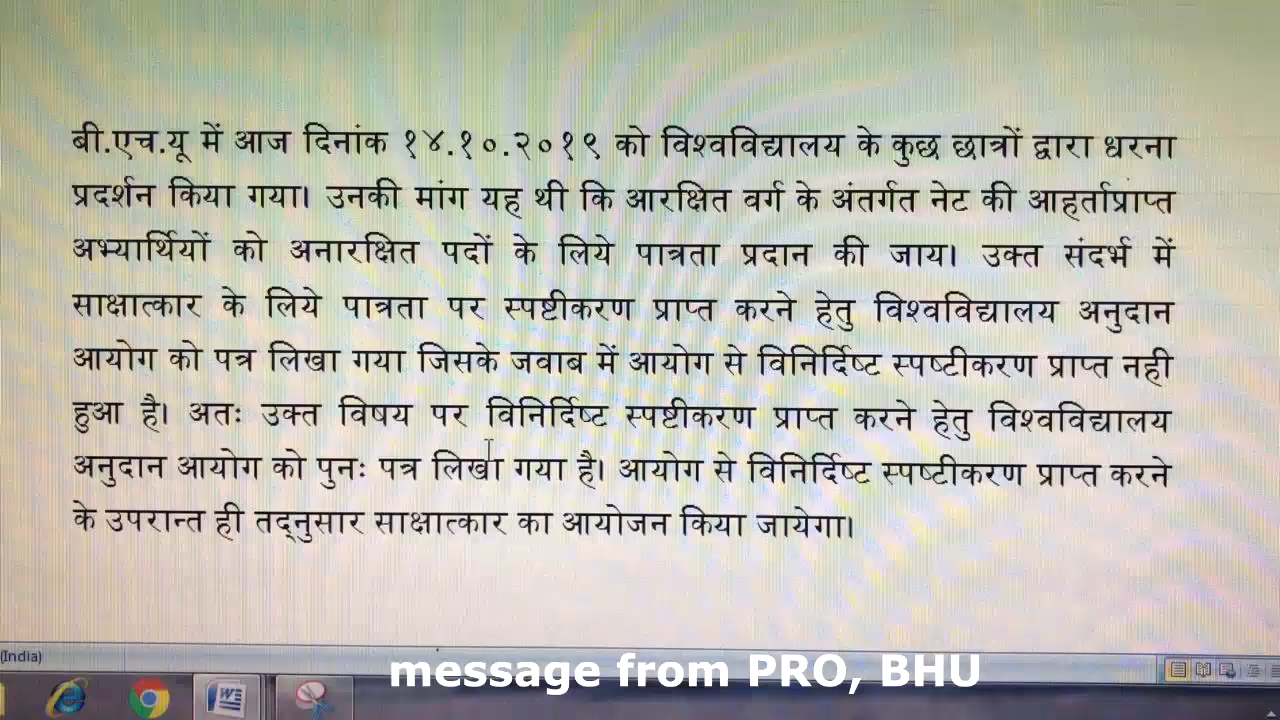 बी.एच.यू में आज दिनांक १४.१०.२०१९ को विश्वविद्यालय के कुछ छात्रों द्वारा धरना
प्रदर्शन किया गया। उनकी मांग यह थी कि आरक्षित वर्ग के अंतर्गत नेट की आहर्ताप्राप्त
अभ्यार्थियों को अनारक्षित पदों के लिये पात्रता प्रदान की जाय। उक्त संदर्भ में
साक्षात्कार के लिये पात्रता पर स्पष्टीकरण प्राप्त करने हेतु विश्वविद्यालय अनुदान
आयोग को पत्र लिखा गया जिसके जवाब में आयोग से विनिर्दिष्ट स्पष्टीकरण प्राप्त नही
हुआ है। अतः उक्त विषय पर विनिर्दिष्ट स्पष्टीकरण प्राप्त करने हेतु विश्वविद्यालय
अनुदान आयोग को पुनः पत्र लिखा गया है। आयोग से विनिर्दिष्ट स्पष्टीकरण प्राप्त करने
के उपरान्त ही तद्नुसार साक्षात्कार का आयोजन किया जायेगा।
(India)
message from PRO, BHU